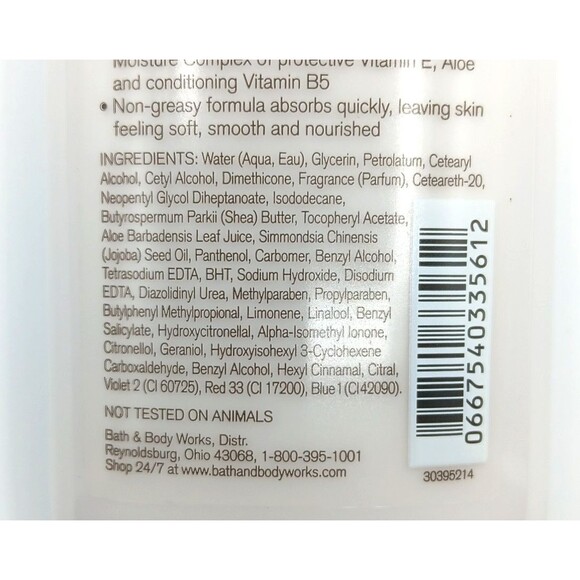 Moisture Complex of protective Vitamin E, Aloe
and conditioning Vitamin B5
• Non-greasy formula absorbs quickly, leaving skin
feeling soft, smooth and nourished
INGREDIENTS: Water (Aqua, Eau), Glycerin, Petrolatum, Cetearyl
Alcohol, Cetyl Alcohol, Dimethicone, Fragrance (Parfum), Ceteareth-20,
Neopentyl Glycol Diheptanoate, Isododecane,
Butyrospermum Parkii (Shea) Butter, Tocopheryl Acetate,
Aloe Barbadensis Leaf Juice, Simmondsia Chinensis
(Jojoba) Seed Oil, Panthenol, Carbomer, Benzyl Alcohol,
Tetrasodium EDTA, BHT, Sodium Hydroxide, Disodium
EDTA, Diazolidinyl Urea, Methylparaben, Propylparaben,
Butylphenyl Methylpropional, Limonene, Linalool, Benzyl
Salicylate, Hydroxycitronellal, Alpha-Isomethyl Ionone,
Citronellol, Geraniol, Hydroxyisohexyl 3-Cyclohexene
Carboxaldehyde, Benzyl Alcohol, Hexyl Cinnamal, Citral,
Violet 2 (CI 60725), Red 33 (CI 17200), Blue 1 (CI 42090).
NOT TESTED ON ANIMALS
Bath & Body Works, Distr.
Reynoldsburg, Ohio 43068, 1-800-395-1001
Shop 24/7 at www.bathandbodyworks.com
0667540335612
30395214